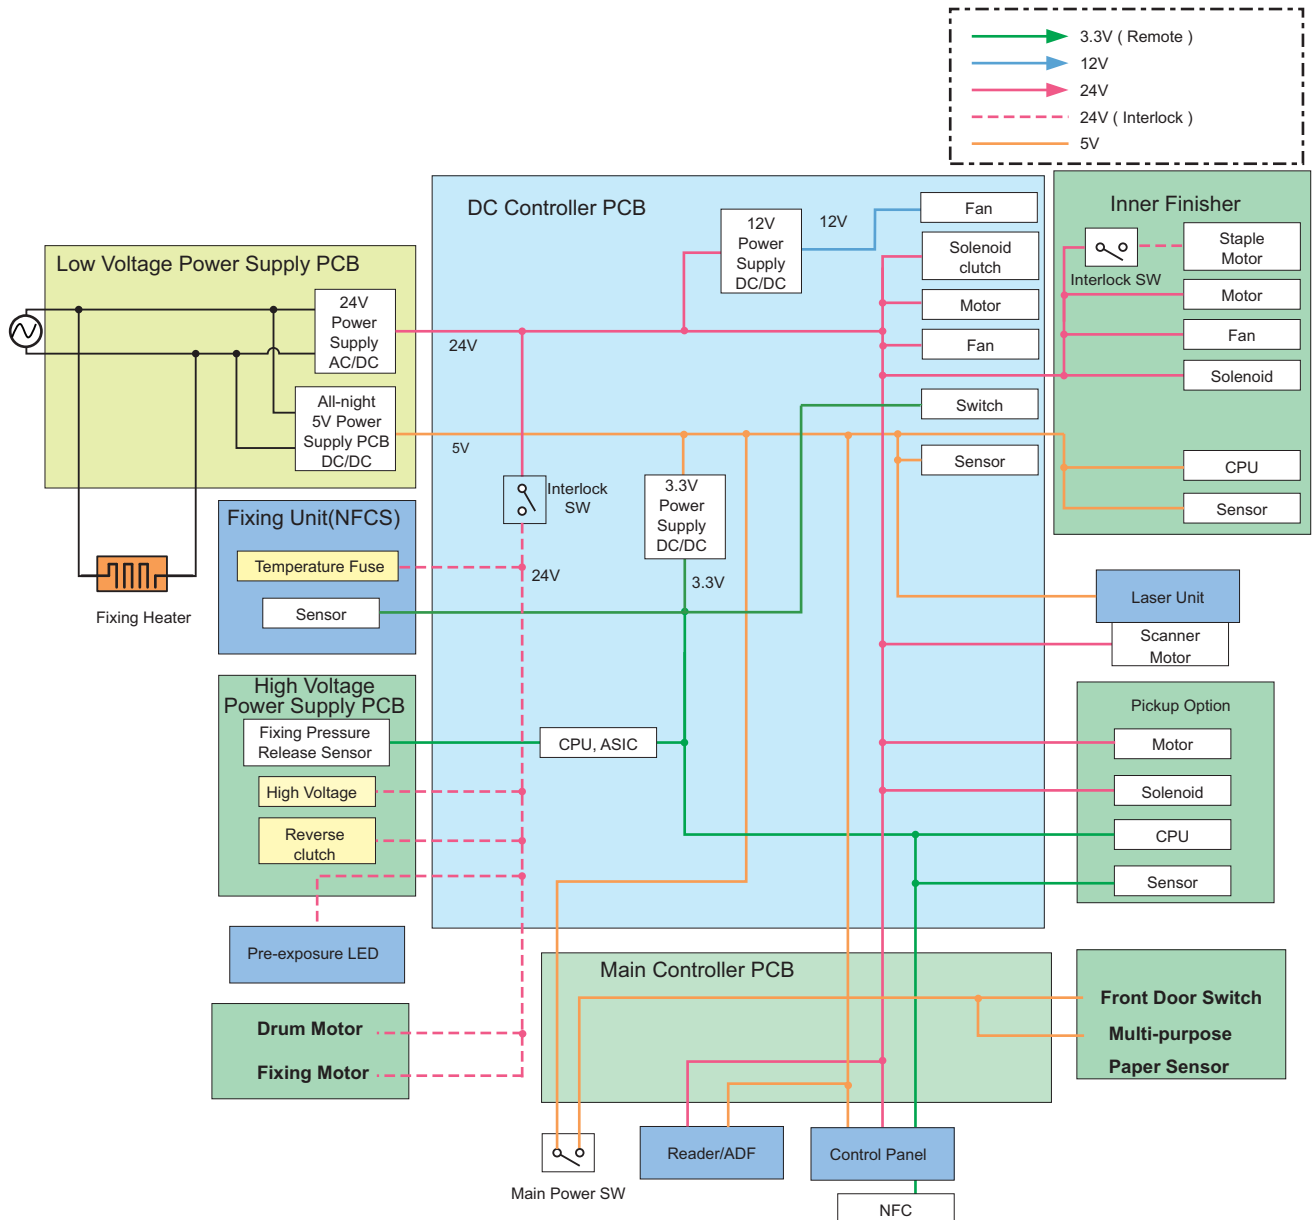 3.3V ( Remote )
12V
24V
24V ( Interlock )
5V
DC Controller PCB
12V
Power
Supply
DC/DC
12V
Fan
Solenoid
clutch
Motor
Fan
Switch
Sensor
Inner Finisher
Interlock SW
Staple
Motor
Motor
Fan
Solenoid
CPU
Sensor
Low Voltage Power Supply PCB
24V
Power
Supply
AC/DC
24V
All-night
5V Power
Supply PCB
DC/DC
5V
Interlock
SW
24V
3.3V
Power
Supply
DC/DC
3.3V
Fixing Unit(NFCS)
Temperature Fuse
Sensor
Fixing Heater
Laser Unit
Scanner
Motor
High Voltage
Power Supply PCB
Fixing Pressure
Release Sensor
High Voltage
Reverse
clutch
CPU, ASIC
Pickup Option
Motor
Solenoid
CPU
Sensor
Pre-exposure LED
Main Controller PCB
Front Door Switch
Multi-purpose
Paper Sensor
Drum Motor
Fixing Motor
Main Power SW
Reader/ADF
Control Panel
NFC